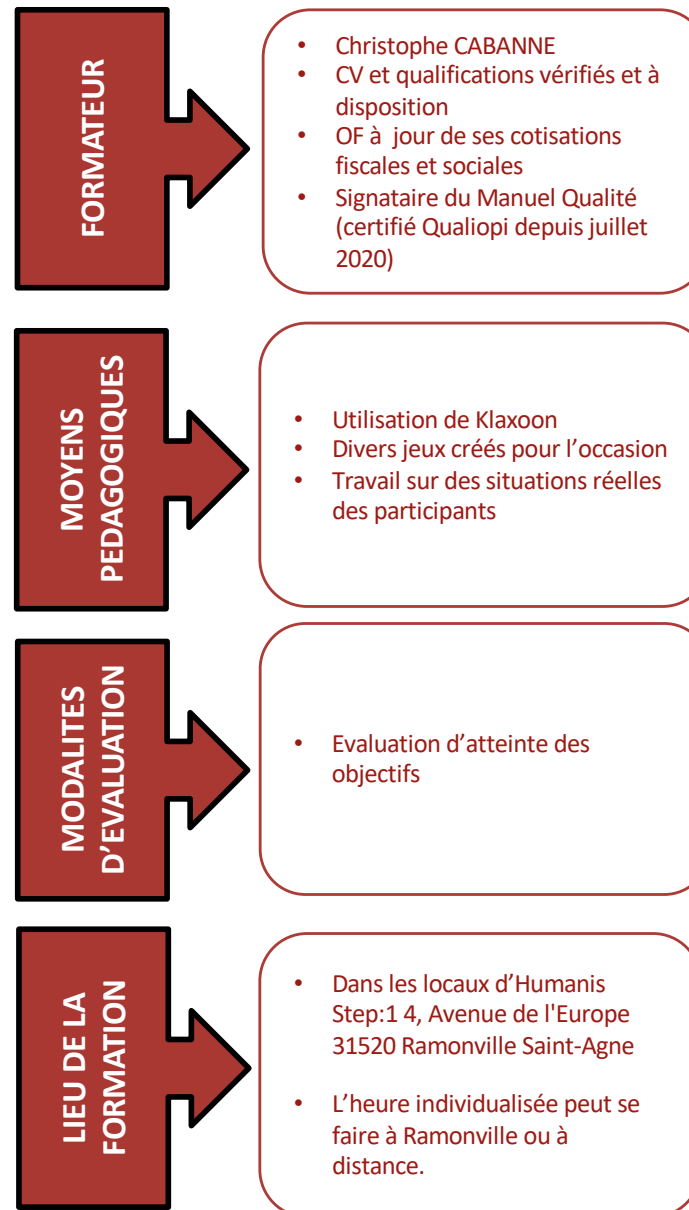 FORMATEUR
• Christophe CABANNE
• CV et qualifications vérifiés et à
disposition
• OF à jour de ses cotisations
fiscales et sociales
• Signataire du Manuel Qualité
(certifié Qualiopi depuis juillet
2020)
MOYENS
PEDAGOGIQUES
• Utilisation de Klaxoon
• Divers jeux créés pour l’occasion
• Travail sur des situations réelles
des participants
MODALITES
D’EVALUATION
• Evaluation d’atteinte des
objectifs
LIEU DE LA
FORMATION
• Dans les locaux d’Humanis
Step:1 4, Avenue de l'Europe
31520 Ramonville Saint-Agne
• L’heure individualisée peut se
faire à Ramonville ou à
distance.